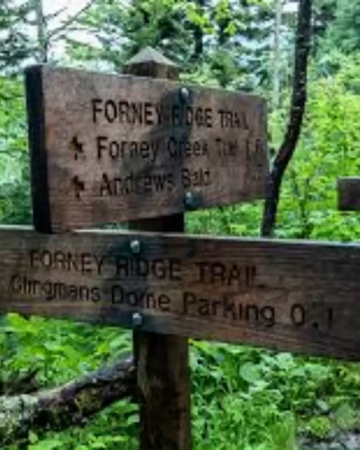 FORNEY RIDGE TRAIL
Forney Creek Trail
Andrews Bald
FORNEY RIDGE TRAIL
Clingmans Dome Parking 0.1